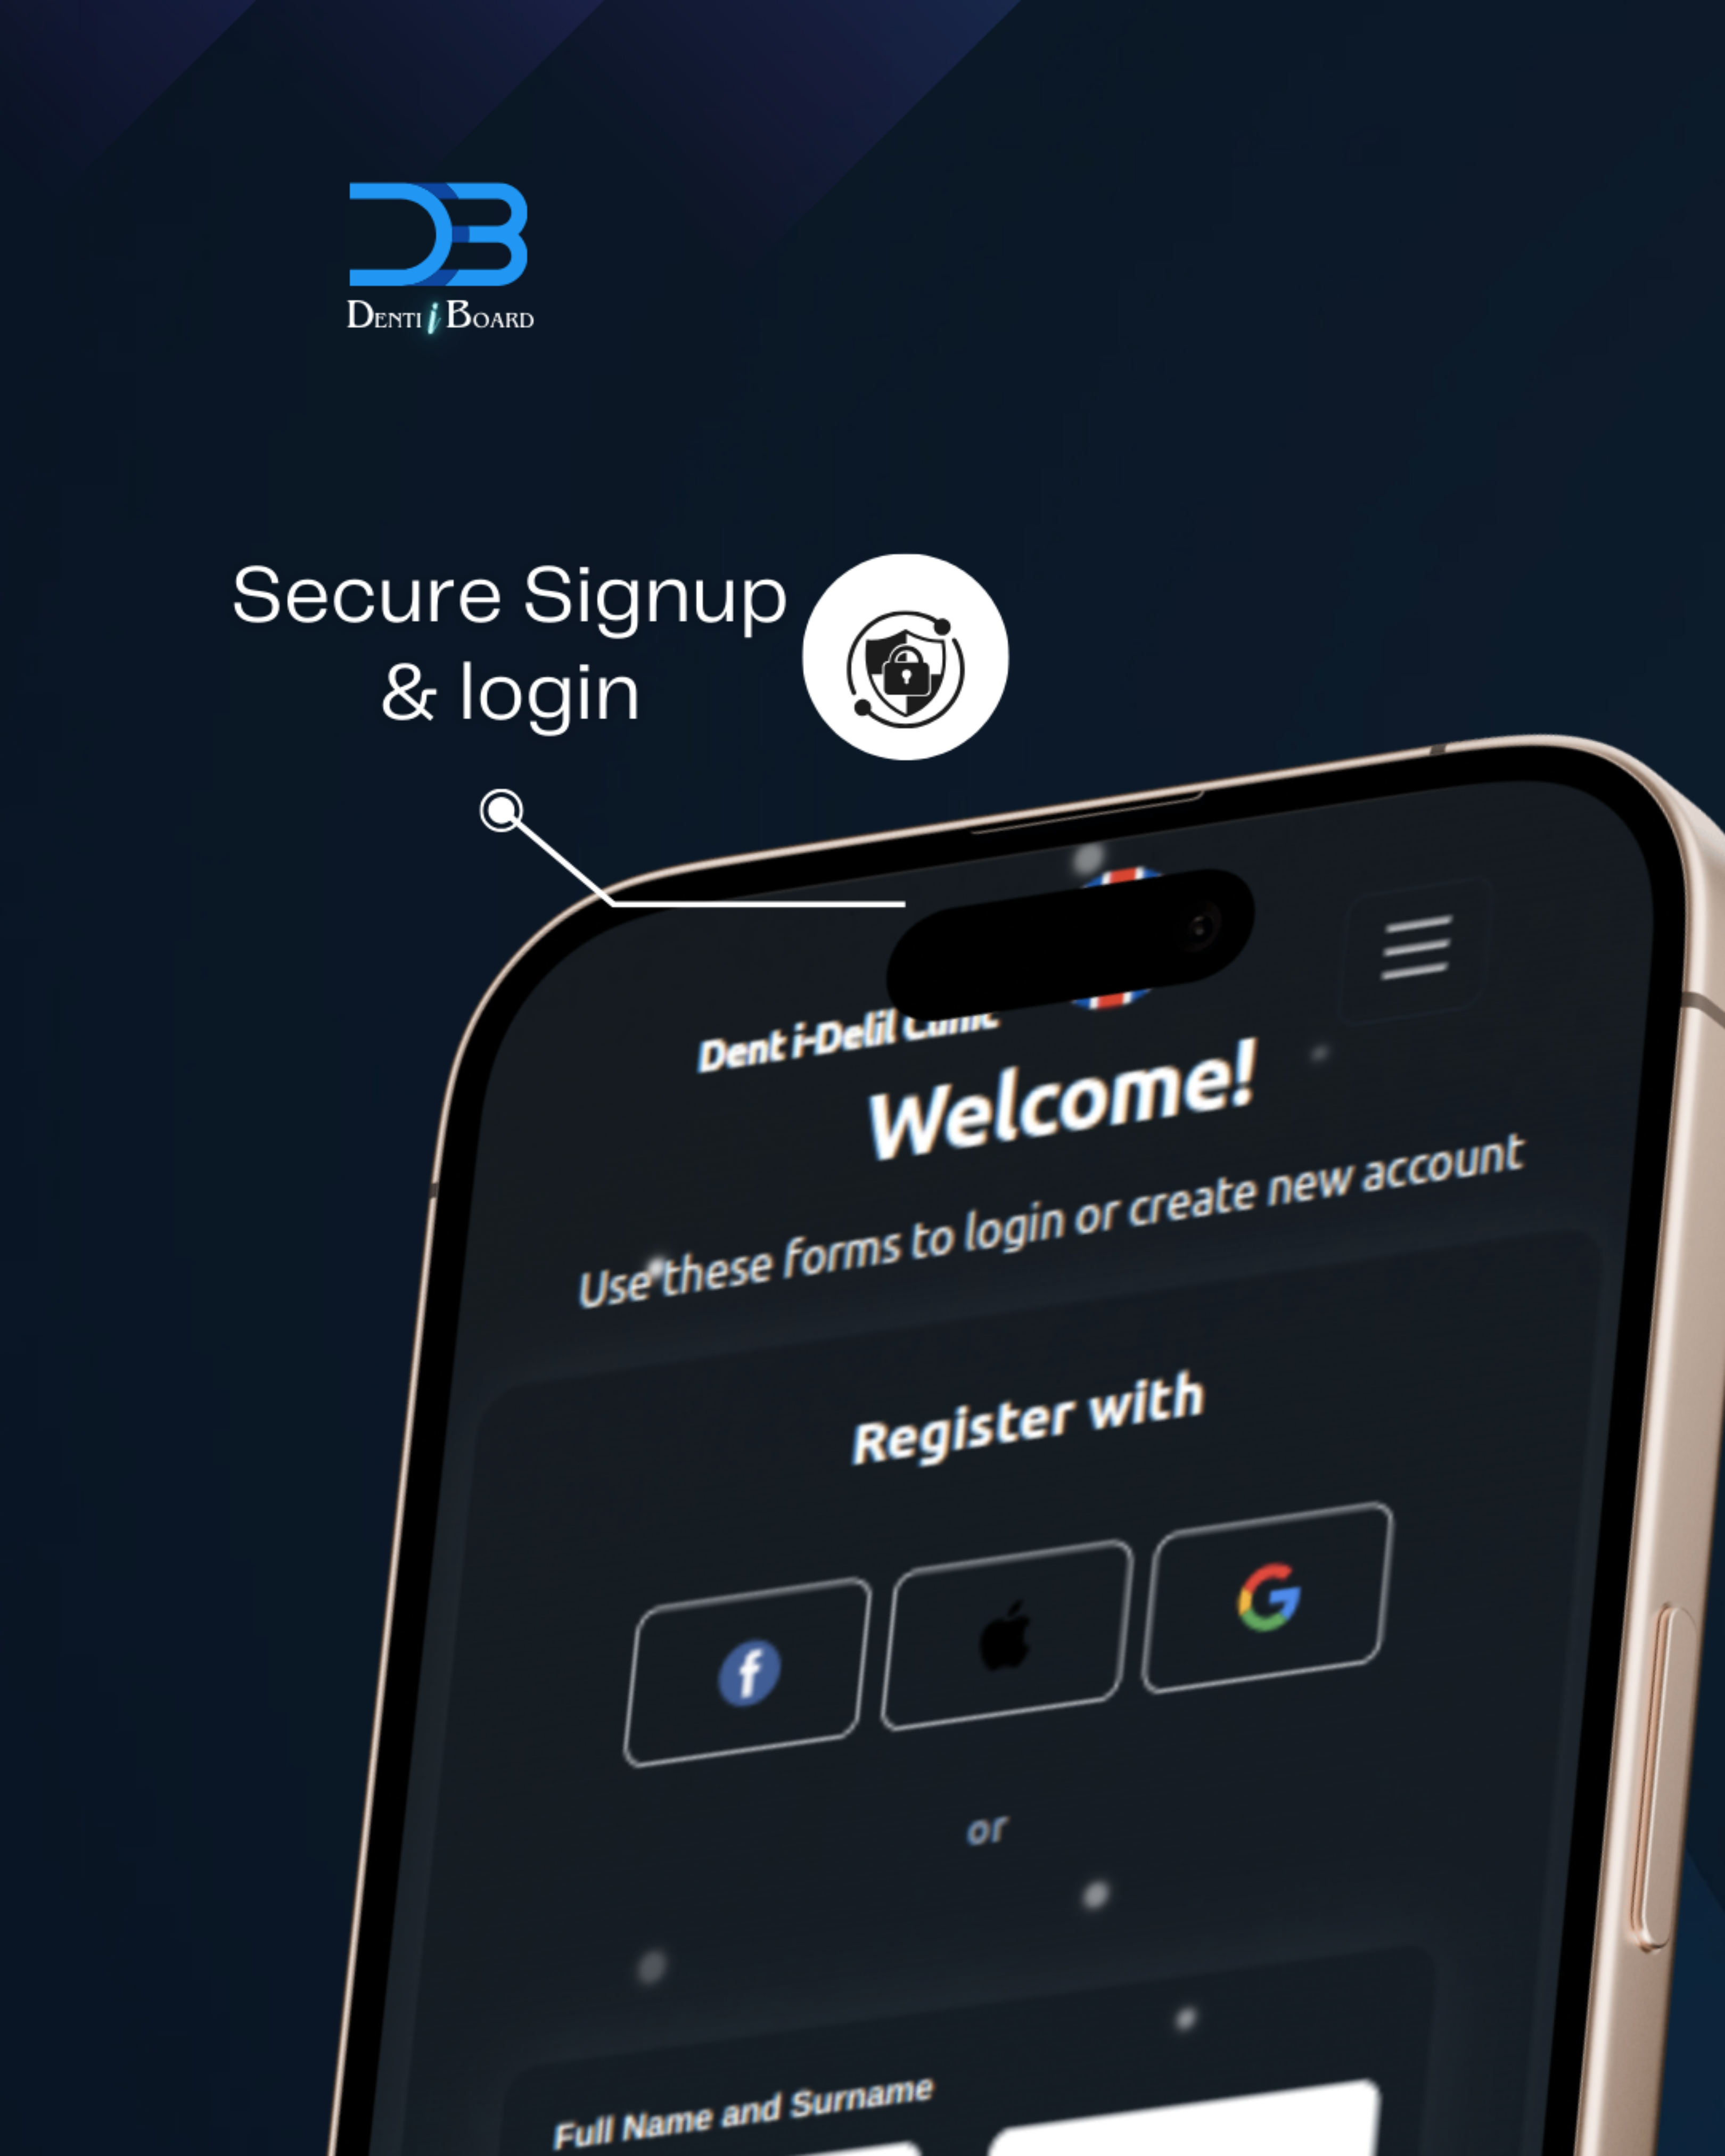 DB
Denti i Board
Secure Signup
& login
Dent i-Delil Clinic
Welcome!
Use these forms to login or create new account
Register with
f
G
or
Full Name and Surname